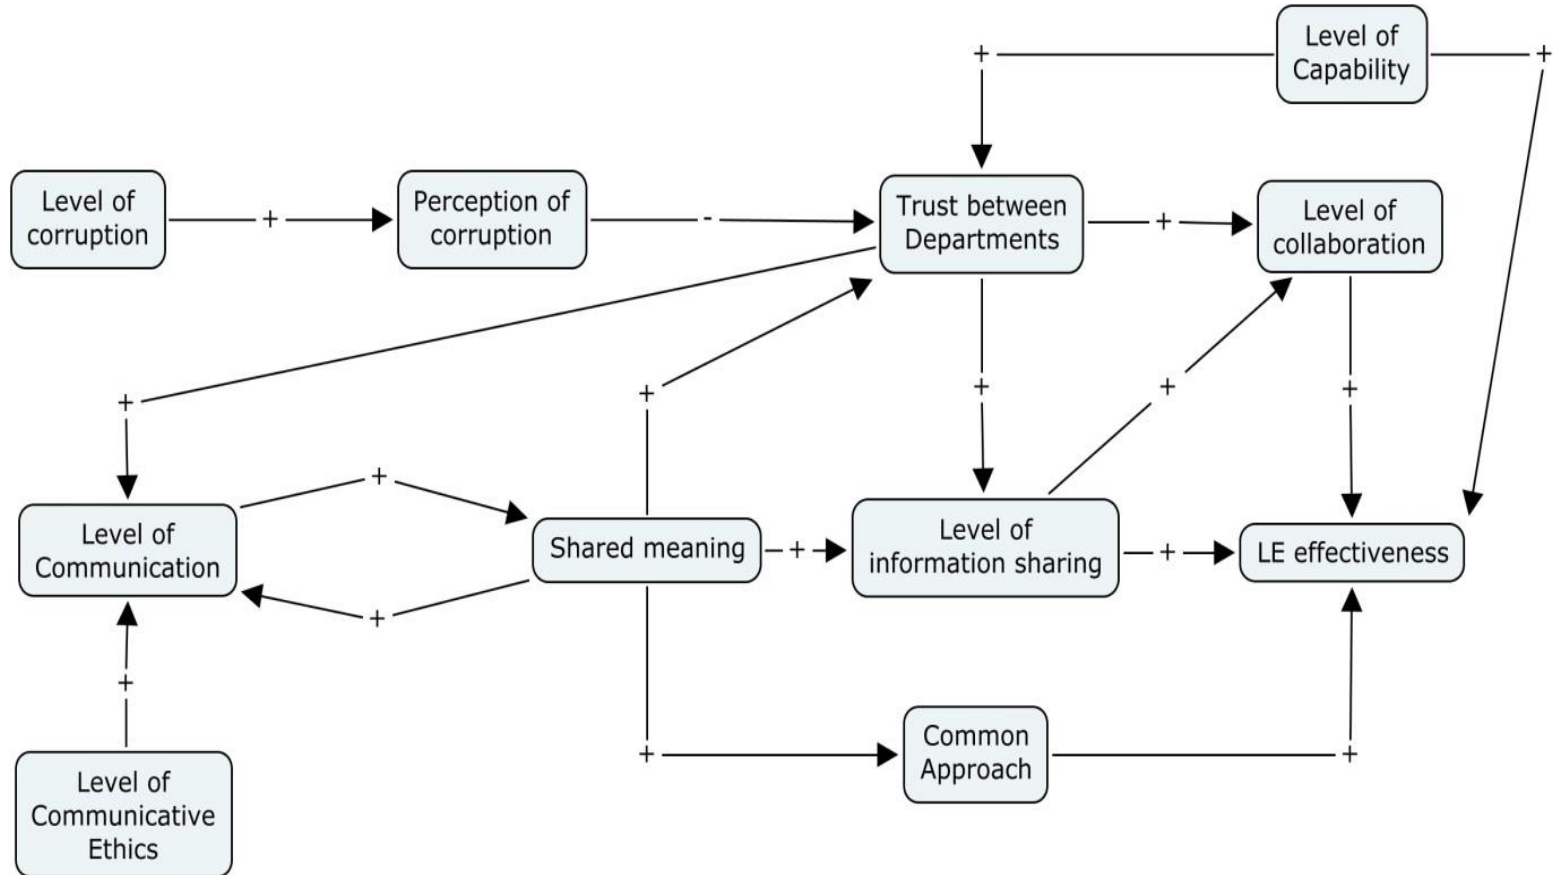 Level of
Capability
+
+
Level of
corruption
+
Perception of
corruption
-
Trust between
Departments
+
Level of
collaboration
+
+
+
+
+
Level of
Communication
+
+
Shared meaning
+
Level of
information sharing
+
LE effectiveness
+
Level of
Communicative
Ethics
+
Common
Approach
+